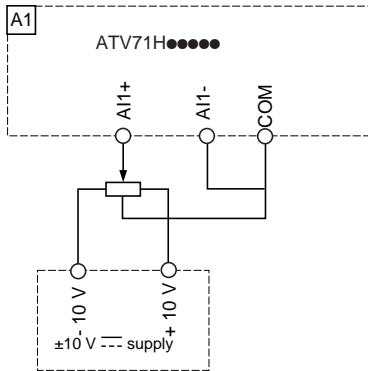 A1
ATV71H●●●●●
AI1+
AI1-
COM
- 10 V
+ 10 V
±10 V ⎓ supply